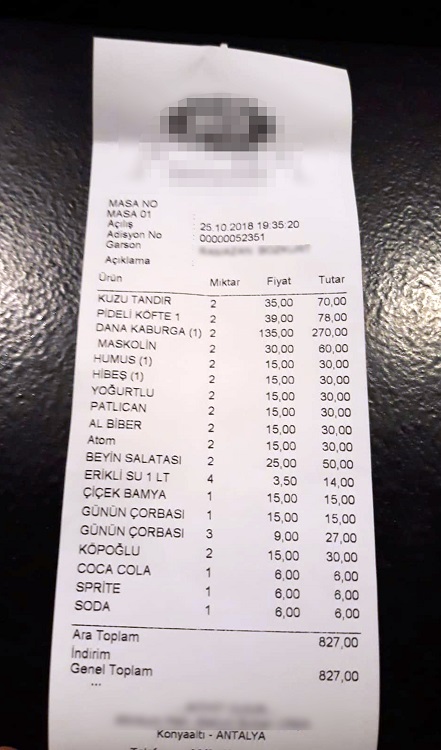 MASA NO
MASA 01
Açılış : 25.10.2018 19:35:20
Adisyon No : 00000052351
Garson
Açıklama :
Ürün Miktar Fiyat Tutar
KUZU TANDIR 2 35,00 70,00
PİDELİ KÖFTE 1 2 39,00 78,00
DANA KABURGA (1) 2 135,00 270,00
MASKOLİN 2 30,00 60,00
HUMUS (1) 2 15,00 30,00
HİBEŞ (1) 2 15,00 30,00
YOĞURTLU 2 15,00 30,00
PATLICAN 2 15,00 30,00
AL BİBER 2 15,00 30,00
Atom 2 15,00 30,00
BEYİN SALATASI 2 25,00 50,00
ERİKLİ SU 1 LT 4 3,50 14,00
ÇİÇEK BAMYA 1 15,00 15,00
GÜNÜN ÇORBASI 1 15,00 15,00
GÜNÜN ÇORBASI 3 9,00 27,00
KÖPOĞLU 2 15,00 30,00
COCA COLA 1 6,00 6,00
SPRİTE 1 6,00 6,00
SODA 1 6,00 6,00
Ara Toplam 827,00
İndirim
Genel Toplam 827,00
...
Konyaaltı - ANTALYA